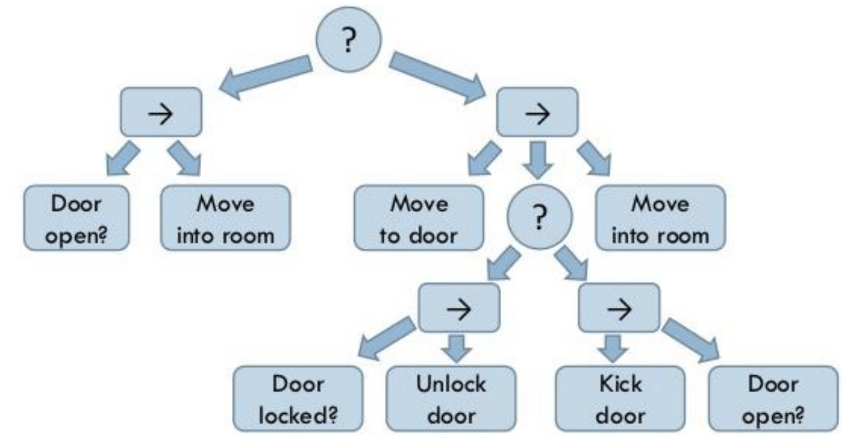 ?
→
→
Door
open?
Move
into room
Move
to door
?
Move
into room
→
→
Door
locked?
Unlock
door
Kick
door
Door
open?